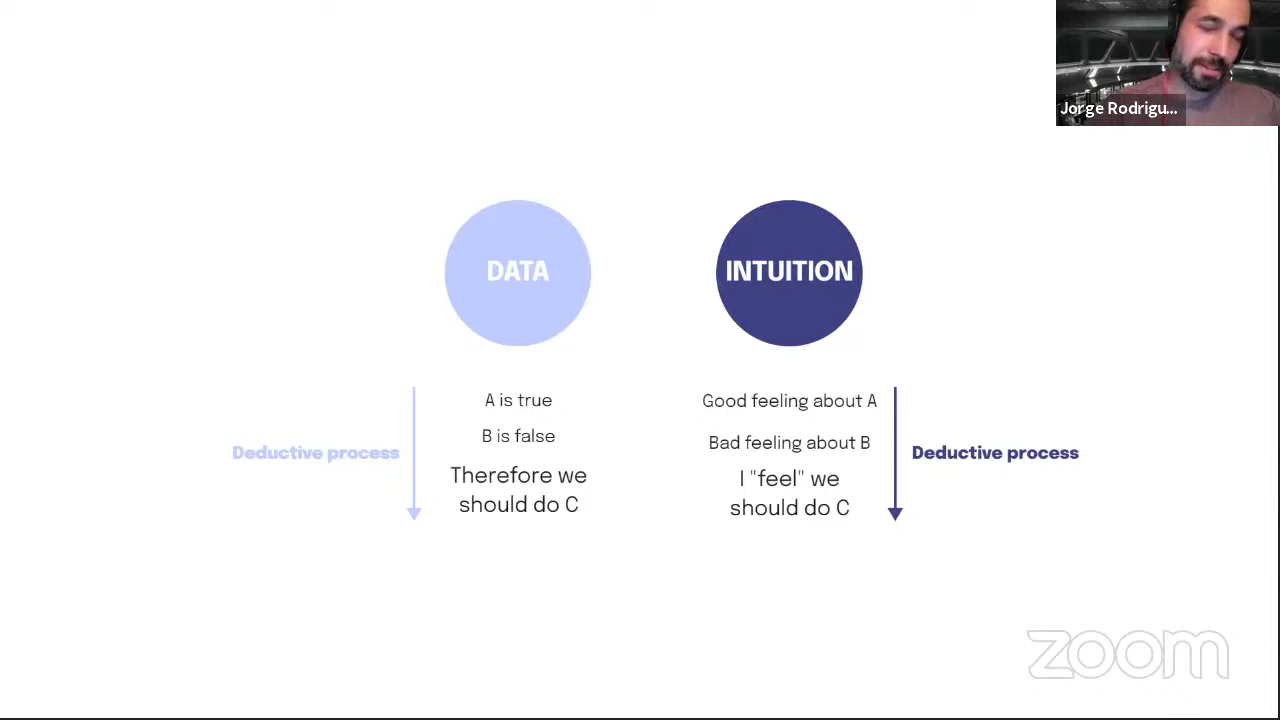 Jorge Rodrigu...
DATA
INTUITION
A is true
B is false
Therefore we
should do C
Deductive process
Good feeling about A
Bad feeling about B
I "feel" we
should do C
Deductive process
zoom